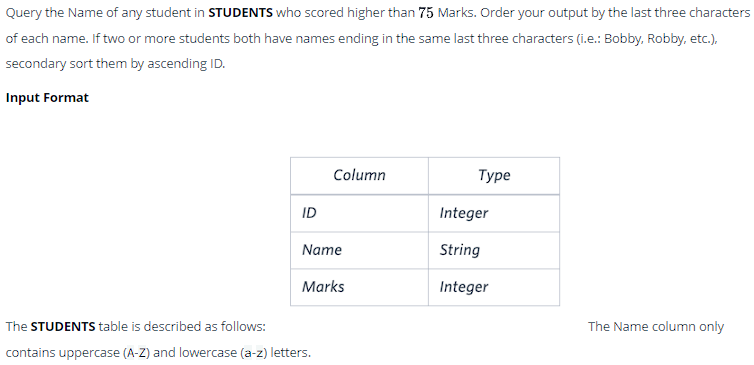 Query the Name of any student in STUDENTS who scored higher than 75 Marks. Order your output by the last three characters
of each name. If two or more students both have names ending in the same last three characters (i.e.: Bobby, Robby, etc.),
secondary sort them by ascending ID.
Input Format
Column Type
ID Integer
Name String
Marks Integer
The STUDENTS table is described as follows: The Name column only
contains uppercase (A-Z) and lowercase (a-z) letters.